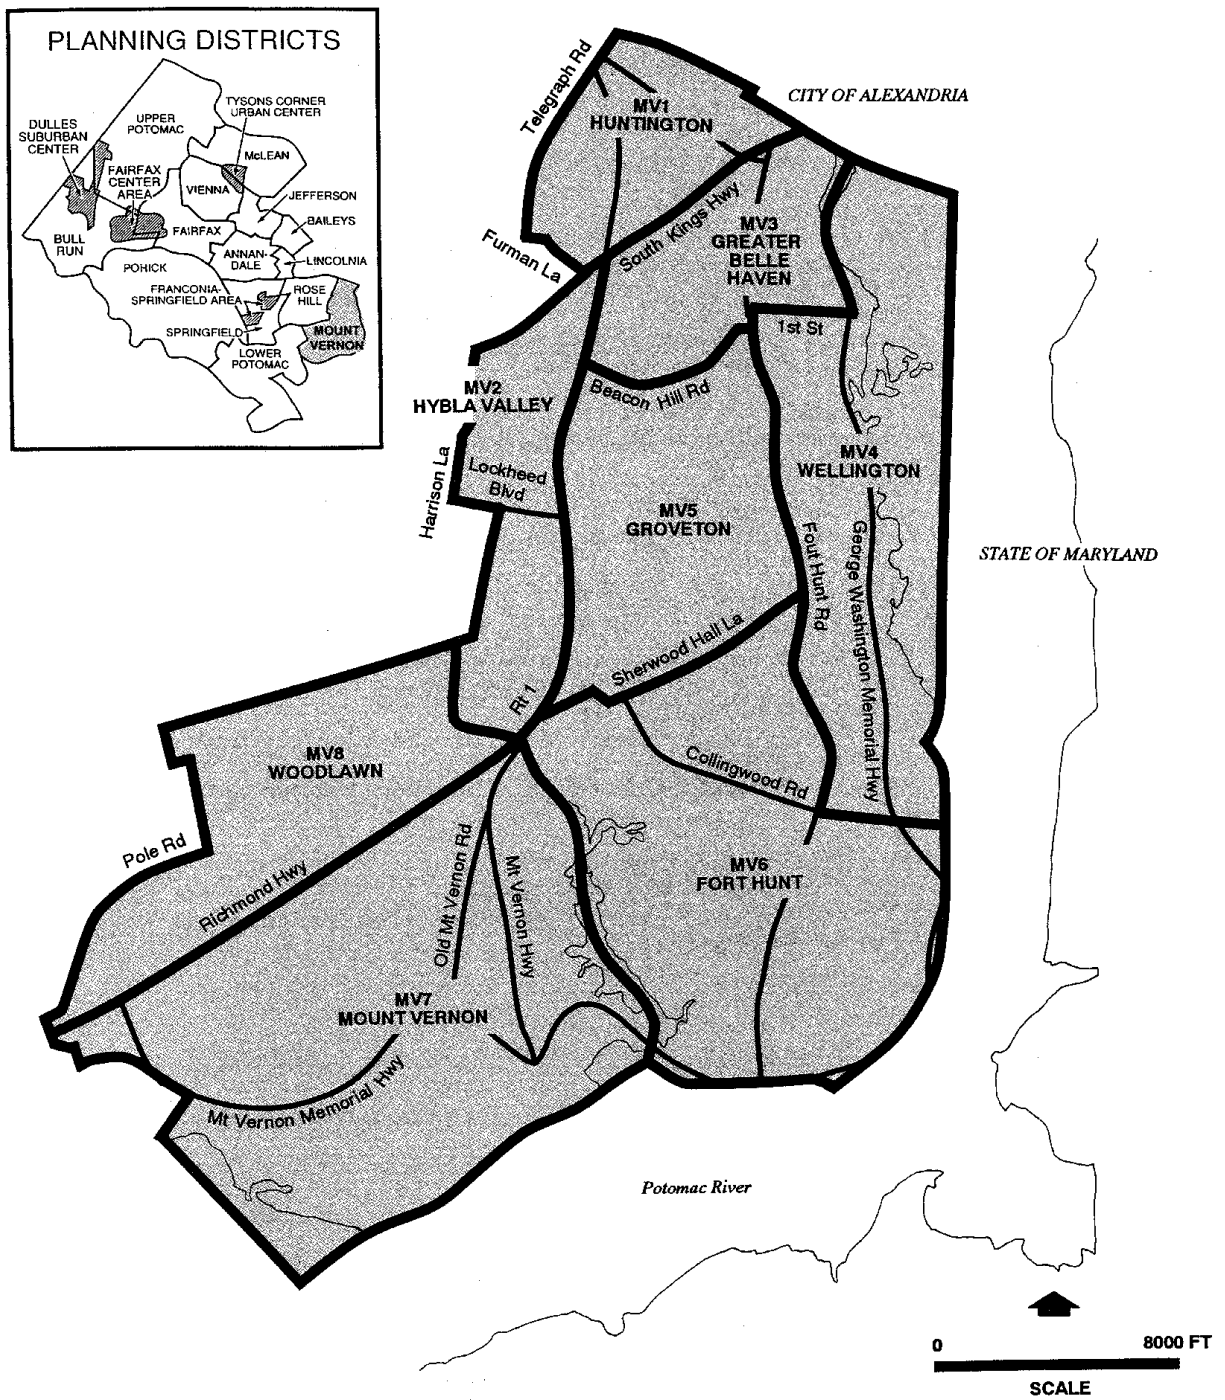 PLANNING DISTRICTS
TYSONS CORNER
URBAN CENTER
UPPER
POTOMAC
DULLES
SUBURBAN
CENTER
McLEAN
FAIRFAX
CENTER
AREA
VIENNA
JEFFERSON
BAILEYS
FAIRFAX
BULL
RUN
ANNAN-
DALE
LINCOLNIA
POHICK
FRANCONIA-
SPRINGFIELD AREA
ROSE
HILL
SPRINGFIELD
MOUNT
VERNON
LOWER
POTOMAC
Telegraph Rd
CITY OF ALEXANDRIA
MV1
HUNTINGTON
South Kings Hwy
Furman La
MV3
GREATER
BELLE
HAVEN
1st St
MV2
HYBLA VALLEY
Beacon Hill Rd
Harrison La
Lockheed
Blvd
MV4
WELLINGTON
MV5
GROVETON
Fout Hunt Rd
George Washington Memorial Hwy
STATE OF MARYLAND
Sherwood Hall La
Rt 1
MV8
WOODLAWN
Collingwood Rd
Pole Rd
Richmond Hwy
Old Mt Vernon Rd
Mt Vernon Hwy
MV6
FORT HUNT
MV7
MOUNT VERNON
Mt Vernon Memorial Hwy
Potomac River
0
8000 FT
SCALE